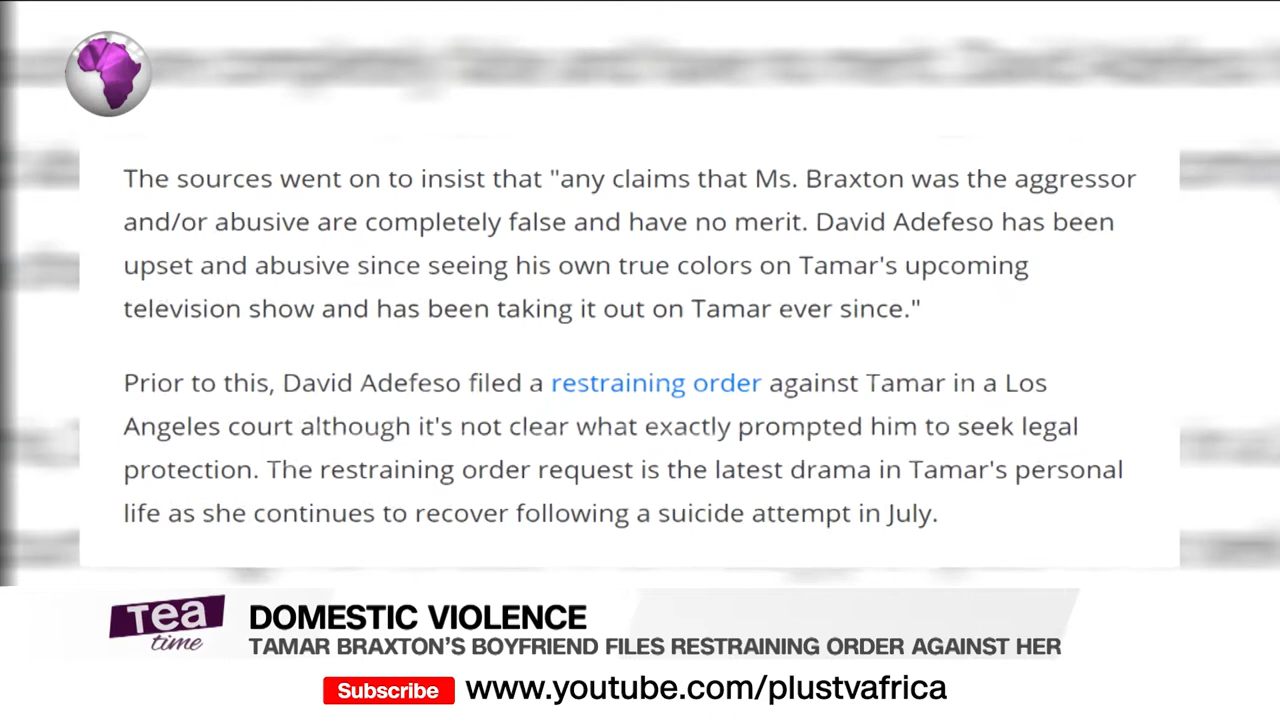 The sources went on to insist that "any claims that Ms. Braxton was the aggressor
and/or abusive are completely false and have no merit. David Adefeso has been
upset and abusive since seeing his own true colors on Tamar's upcoming
television show and has been taking it out on Tamar ever since."
Prior to this, David Adefeso filed a restraining order against Tamar in a Los
Angeles court although it's not clear what exactly prompted him to seek legal
protection. The restraining order request is the latest drama in Tamar's personal
life as she continues to recover following a suicide attempt in July.
Tea
time
DOMESTIC VIOLENCE
TAMAR BRAXTON'S BOYFRIEND FILES RESTRAINING ORDER AGAINST HER
Subscribe www.youtube.com/plustvafrica